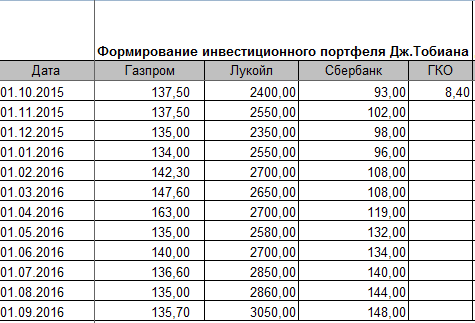 Формирование инвестиционного портфеля Дж.Тобиана
Дата Газпром Лукойл Сбербанк ГКО
01.10.2015 137,50 2400,00 93,00 8,40
01.11.2015 137,50 2550,00 102,00
01.12.2015 135,00 2350,00 98,00
01.01.2016 134,00 2550,00 96,00
01.02.2016 142,30 2700,00 108,00
01.03.2016 147,60 2650,00 108,00
01.04.2016 163,00 2700,00 119,00
01.05.2016 135,00 2580,00 132,00
01.06.2016 140,00 2700,00 134,00
01.07.2016 136,60 2850,00 140,00
01.08.2016 135,00 2860,00 144,00
01.09.2016 135,70 3050,00 148,00